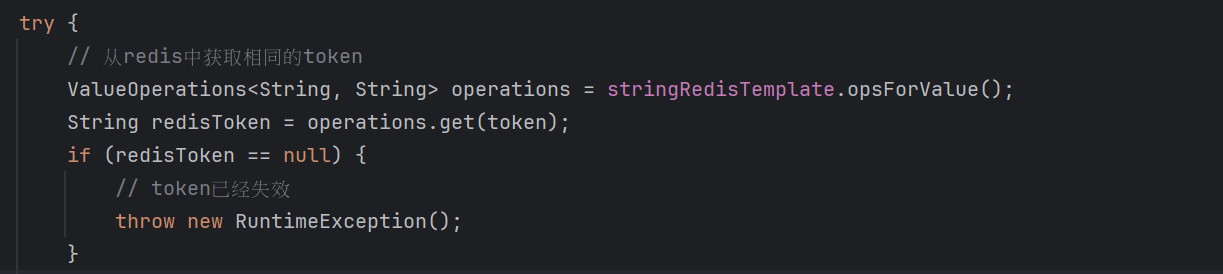 try {
// 从redis中获取相同的token
ValueOperations<String, String> operations = stringRedisTemplate.opsForValue();
String redisToken = operations.get(token);
if (redisToken == null) {
// token已经失效
throw new RuntimeException();
}